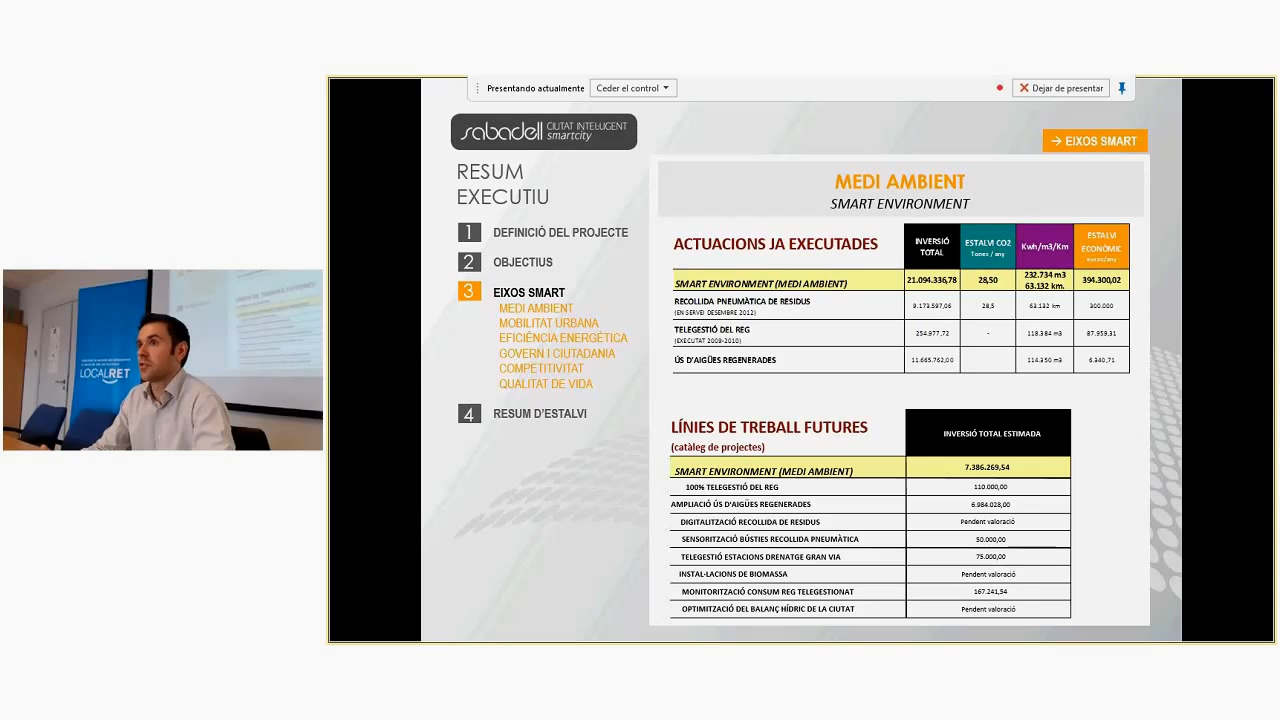 Presentando actualmente
Ceder el control
Dejar de presentar
sabadell CIUTAT INTEL·LIGENT
smartcity
→ EIXOS SMART
RESUM
EXECUTIU
1 DEFINICIÓ DEL PROJECTE
2 OBJECTIUS
3 EIXOS SMART
MEDI AMBIENT
MOBILITAT URBANA
EFICIÈNCIA ENERGÈTICA
GOVERN I CIUTADANIA
COMPETITIVITAT
QUALITAT DE VIDA
4 RESUM D'ESTALVI
MEDI AMBIENT
SMART ENVIRONMENT
ACTUACIONS JA EXECUTADES
INVERSIÓ TOTAL
ESTALVI CO2 Tones / any
Kwh/m3/Km
ESTALVI ECONÒMIC euros/any
SMART ENVIRONMENT (MEDI AMBIENT) 21.094.336,78 28,50 232.734 m3 63.132 km. 394.300,02
RECOLLIDA PNEUMÀTICA DE RESIDUS 9.173.597,06 28,5 63.132 km 300.000
(EN SERVEI DESEMBRE 2012)
TELEGESTIÓ DEL REG 254.977,72 - 118.384 m3 87.959,31
(EXECUTAT 2009-2010)
ÚS D'AIGÜES REGENERADES 11.665.762,00 114.350 m3 6.340,71
LÍNIES DE TREBALL FUTURES
(catàleg de projectes)
INVERSIÓ TOTAL ESTIMADA
SMART ENVIRONMENT (MEDI AMBIENT) 7.386.269,54
100% TELEGESTIÓ DEL REG 110.000,00
AMPLIACIÓ ÚS D'AIGÜES REGENERADES 6.984.028,00
DIGITALITZACIÓ RECOLLIDA DE RESIDUS Pendent valoració
SENSORITZACIÓ BÚSTIES RECOLLIDA PNEUMÀTICA 50.000,00
TELEGESTIÓ ESTACIONS DRENATGE GRAN VIA 75.000,00
INSTAL·LACIONS DE BIOMASSA Pendent valoració
MONITORITZACIÓ CONSUM REG TELEGESTIONAT 167.241,54
OPTIMITZACIÓ DEL BALANÇ HÍDRIC DE LA CIUTAT Pendent valoració
LOCALRET